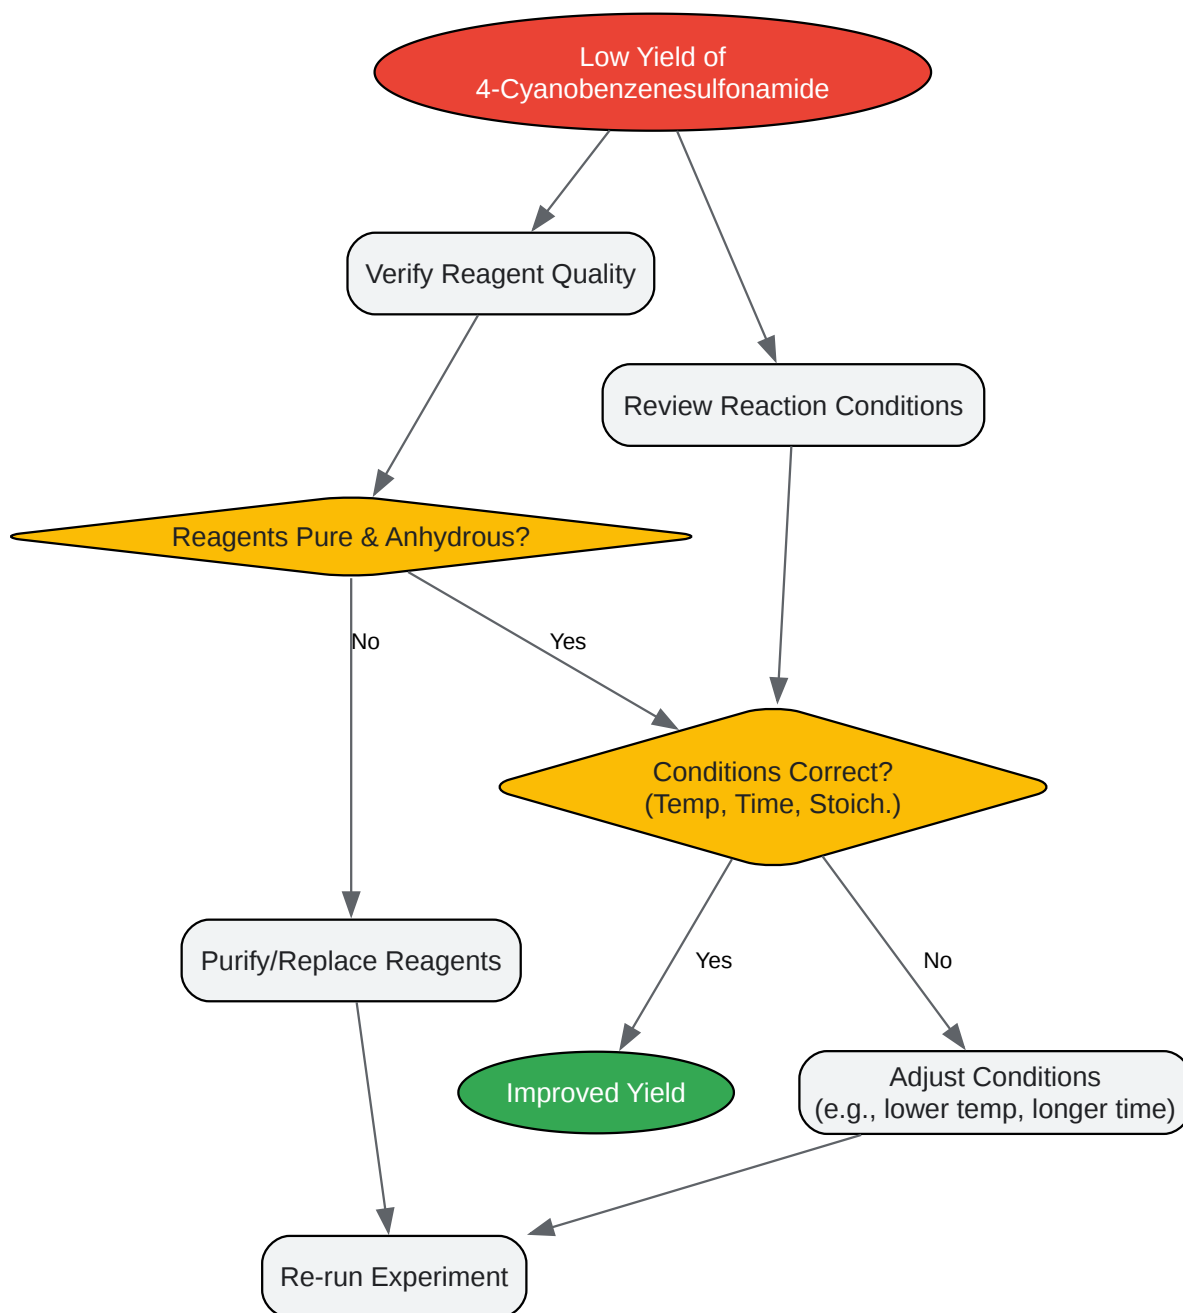 Low Yield of
4-Cyanobenzenesulfonamide
Verify Reagent Quality
Review Reaction Conditions
Reagents Pure & Anhydrous?
No
Yes
Conditions Correct?
(Temp, Time, Stoich.)
Purify/Replace Reagents
Yes
No
Improved Yield
Adjust Conditions
(e.g., lower temp, longer time)
Re-run Experiment